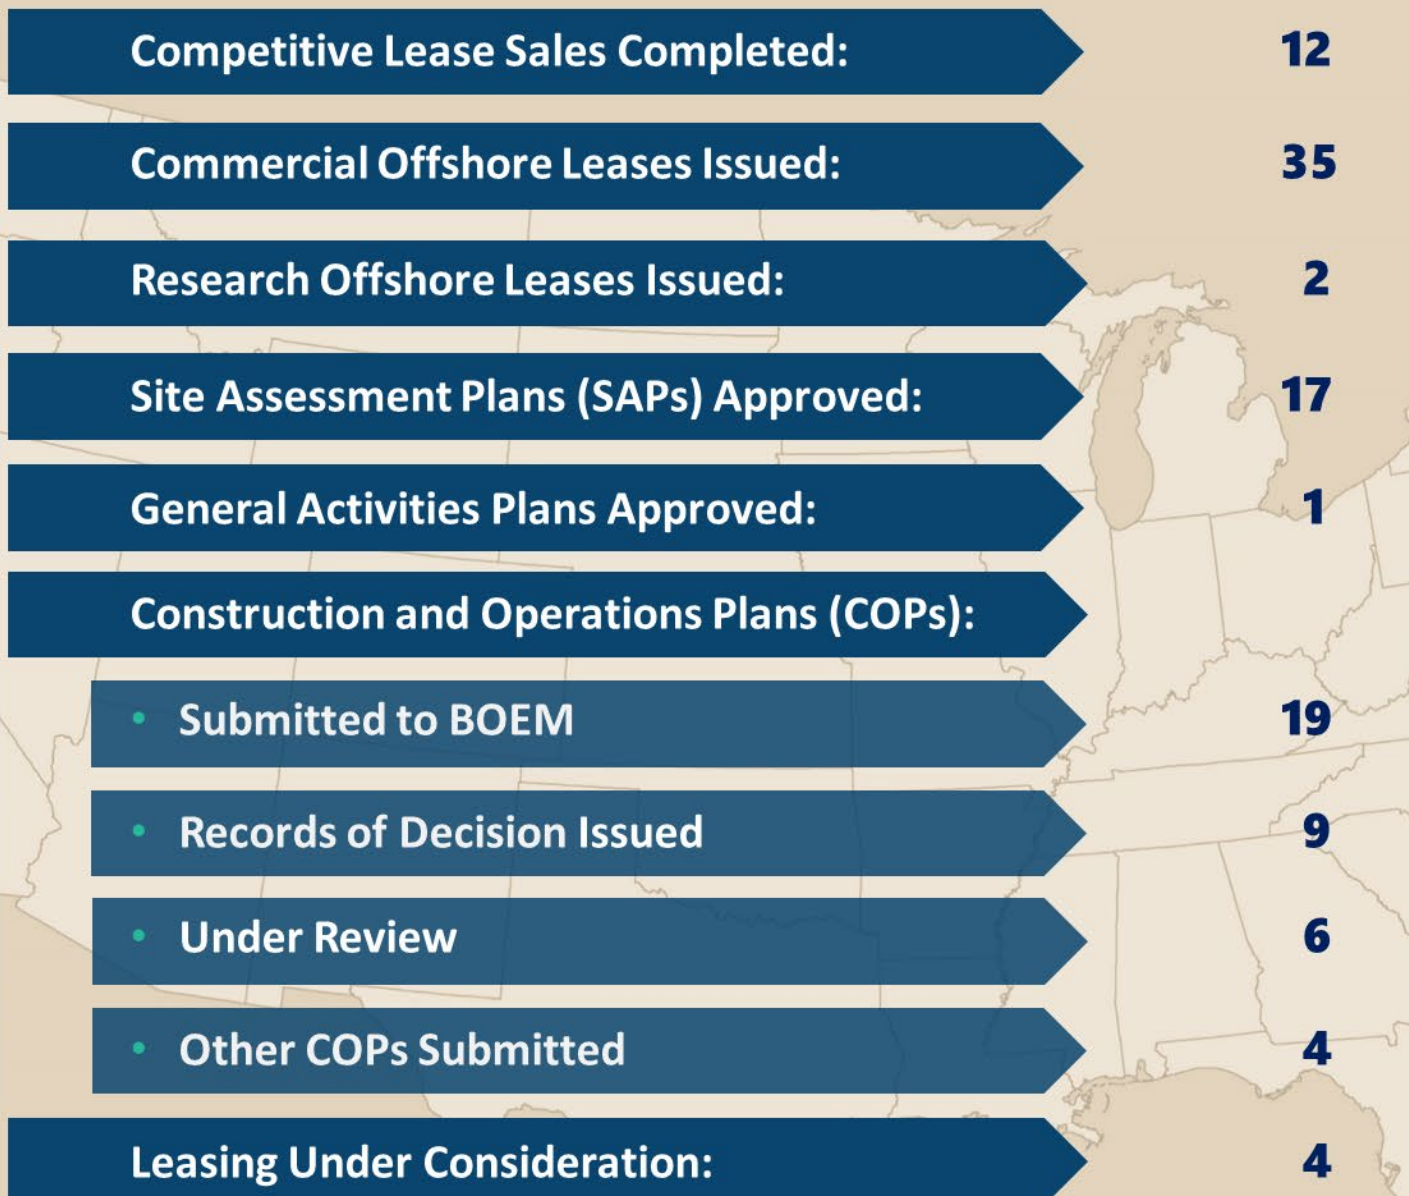 Competitive Lease Sales Completed: 12
Commercial Offshore Leases Issued: 35
Research Offshore Leases Issued: 2
Site Assessment Plans (SAPs) Approved: 17
General Activities Plans Approved: 1
Construction and Operations Plans (COPs):
• Submitted to BOEM 19
• Records of Decision Issued 9
• Under Review 6
• Other COPs Submitted 4
Leasing Under Consideration: 4